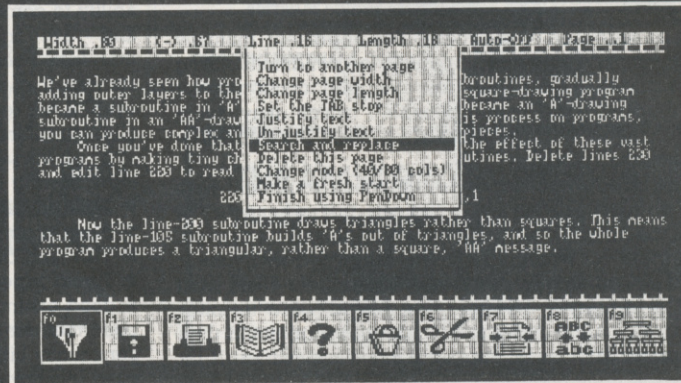 Width .80 (-) .67 Line .16 Length .18 Auto-Off Page ..1
Turn to another page
Change page width
Change page length
Set the TAB stop
Justify text
Un-justify text
Search and replace
Delete this page
Change mode (40/80 cols)
Make a fresh start
Finish using PenDown
We've already seen how pro broutines, gradually
adding outer layers to the square-drawing program
became a subroutine in 'A' became an 'A'-drawing
subroutine in an 'AA'-draw is process on programs,
you can produce complex an pieces.
Once you've done that the effect of these vast
programs by making tiny ch utines. Delete lines 230
and edit line 220 to read
220 ,1
Now the line-200 subroutine draws triangles rather than squares. This means
that the line-105 subroutine builds 'A's out of triangles, and so the whole
program produces a triangular, rather than a square, 'AA' message.
f0 f1 f2 f3 f4 f5 f6 f7 f8 f9
?
ABC
abc